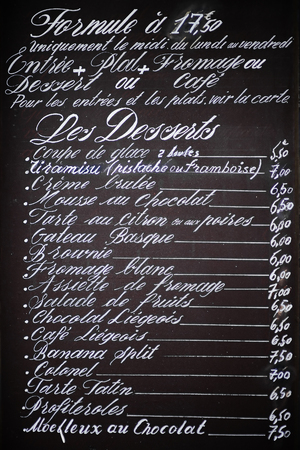 Formule à 17,50
Uniquement le midi du lundi au vendredi
Entrée + Plat + Fromage ou
Dessert ou Café
Pour les entrées et les plats, voir la carte
Les Desserts
. Coupe de glace 2 boules 5,50
. Tiramisu (pistache ou framboise) 7,00
. Crème brulée 6,50
. Mousse au Chocolat 6,50
. Tarte au Citron ou aux poires 6,00
. Gateau Basque 6,00
. Brownie 6,00
. Fromage blanc 6,00
. Assiette de fromage 7,00
. Salade de fruits 6,50
. Chocolat Liégeois 6,50
. Café Liégeois 6,50
. Banana Split 7,50
. Colonel 7,00
. Tarte Tatin 6,50
. Profiteroles 6,50
. Moelleux au Chocolat 7,50